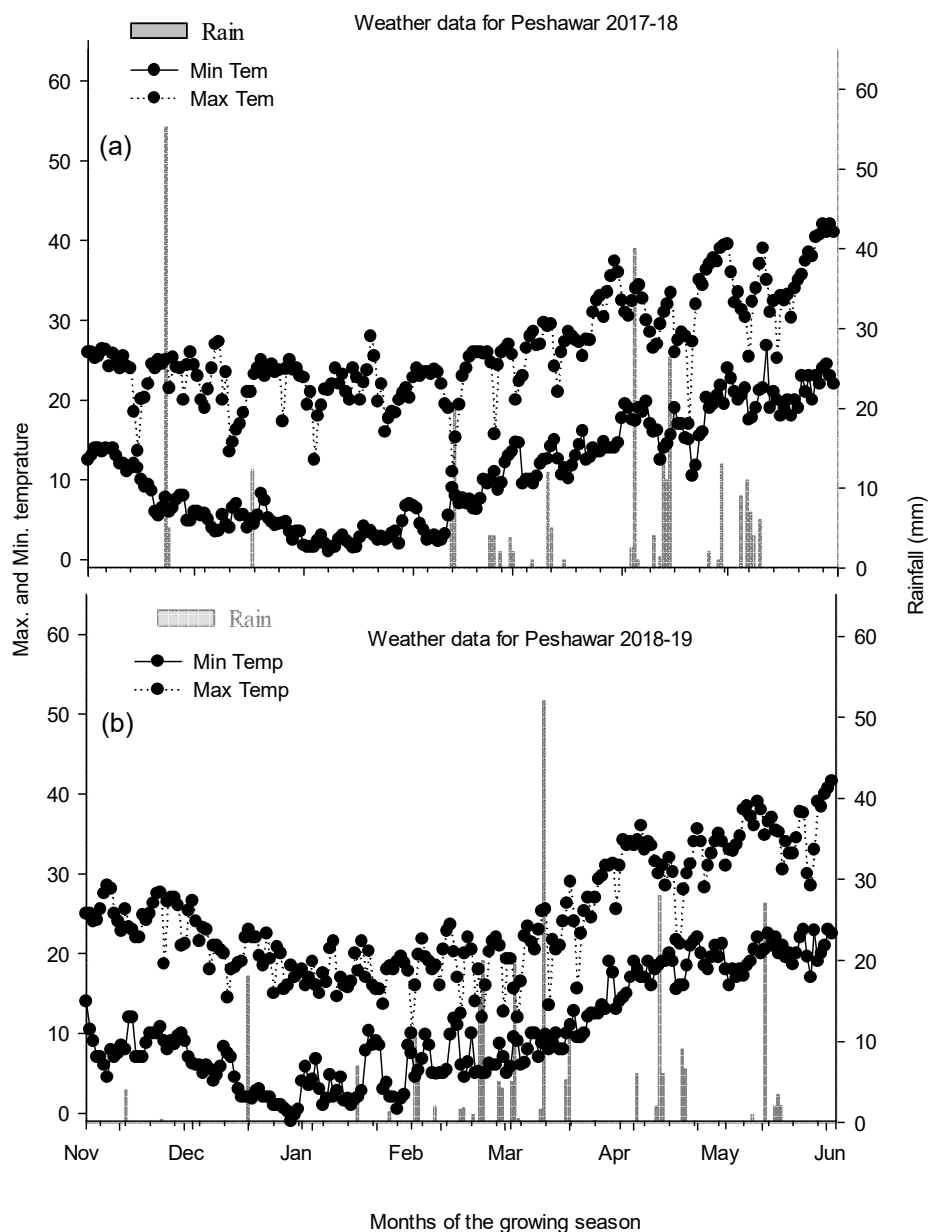 Weather data for Peshawar 2017-18
Rain
Min Tem
Max Tem
(a)
60
50
40
30
20
10
0
60
50
40
30
20
10
0
Max. and Min. temprature
Rainfall (mm)
Rain
Weather data for Peshawar 2018-19
Min Temp
Max Temp
(b)
60
50
40
30
20
10
0
60
50
40
30
20
10
0
Nov Dec Jan Feb Mar Apr May Jun
Months of the growing season